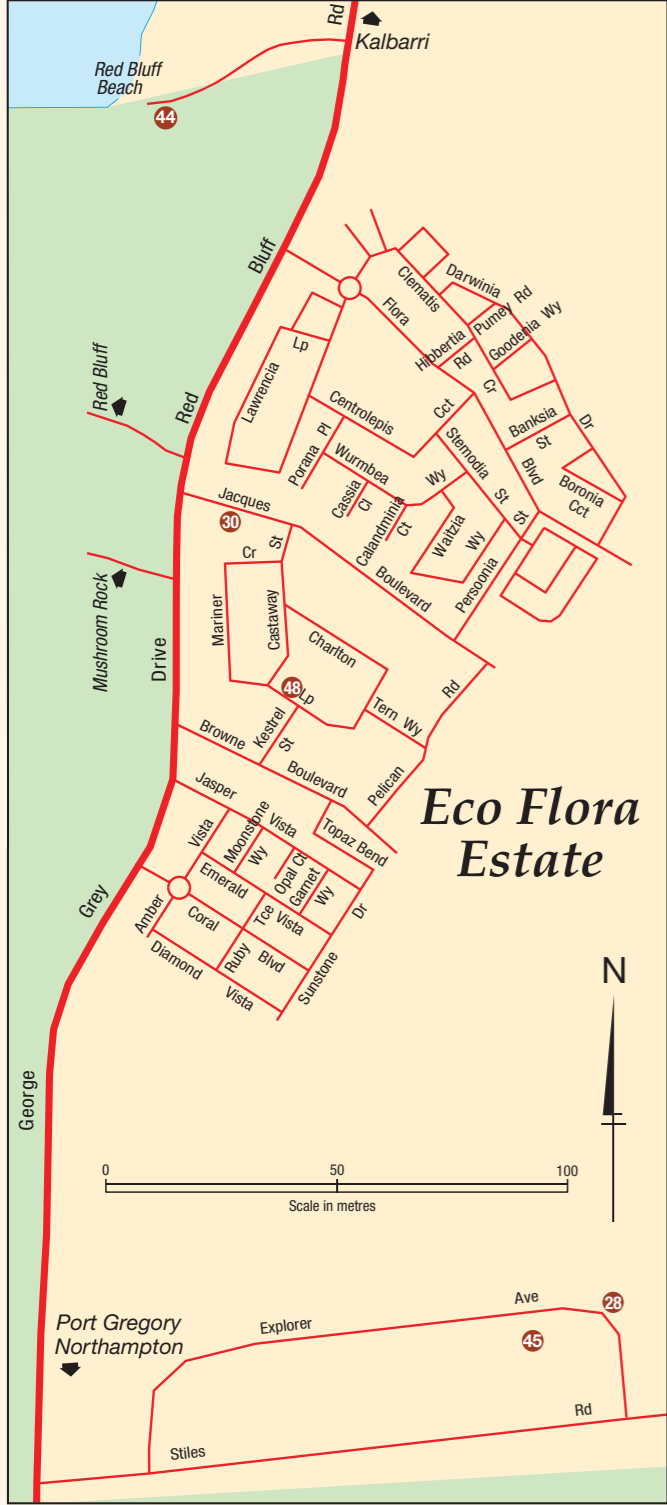 Rd
Kalbarri
Red Bluff
Beach
44
Bluff
Clematis
Darwinia
Flora
Pumey Rd
Hibbertia
Rd
Goodenia Wy
Red Bluff
Lp
Cr
Lawrencia
Red
Centrolepis
Cct
Banksia
St
Dr
Porana Pl
Wurmbea
Wy
Stemodia
St
Blvd
Boronia
Cct
Cassia
Cl
Calandminia
Ct
Waitzia
Wy
St
Jacques
30
Cr
St
Boulevard
Persoonia
Mushroom Rock
Mariner
Castaway
Charlton
Drive
48
Lp
Rd
Tern Wy
Browne
Kestrel
St
Boulevard
Pelican
Eco Flora
Estate
Jasper
Vista
Topaz Bend
Vista
Moonstone
Wy
Opal Ct
Garnet
Wy
Emerald
Vista
Dr
Grey
Amber
Coral
Tce
Blvd
Ruby
Diamond
Vista
Sunstone
N
George
0
50
100
Scale in metres
Port Gregory
Northampton
Explorer
Ave
28
45
Stiles
Rd